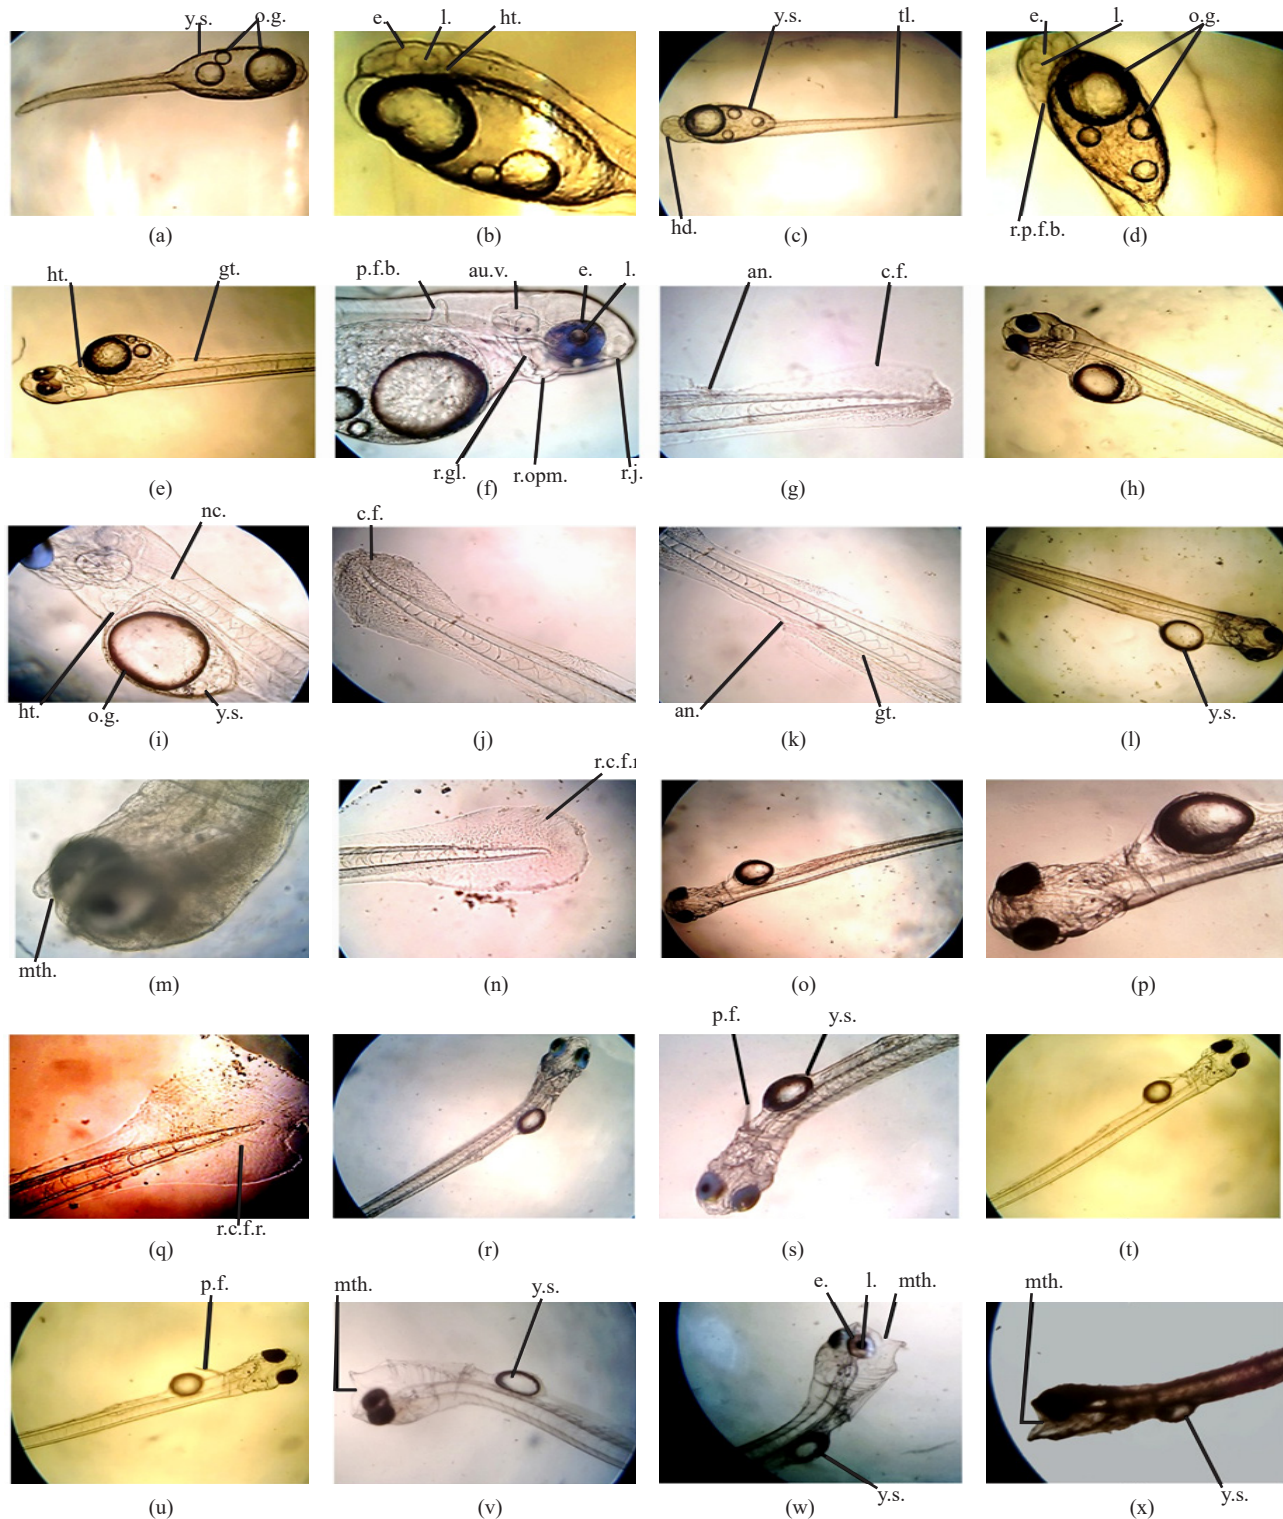 y.s. o.g. e. l. ht. y.s. tl. e. l. o.g.
hd. r.p.f.b.
(a) (b) (c) (d)
ht. gt. p.f.b. au.v. e. l. an. c.f.
r.gl. r.opm. r.j.
(e) (f) (g) (h)
nc. c.f.
ht. o.g. y.s. an. gt. y.s.
(i) (j) (k) (l)
r.c.f.r
mth.
(m) (n) (o) (p)
p.f. y.s.
r.c.f.r.
(q) (r) (s) (t)
p.f. mth. y.s. e. l. mth. mth.
y.s. y.s.
(u) (v) (w) (x)